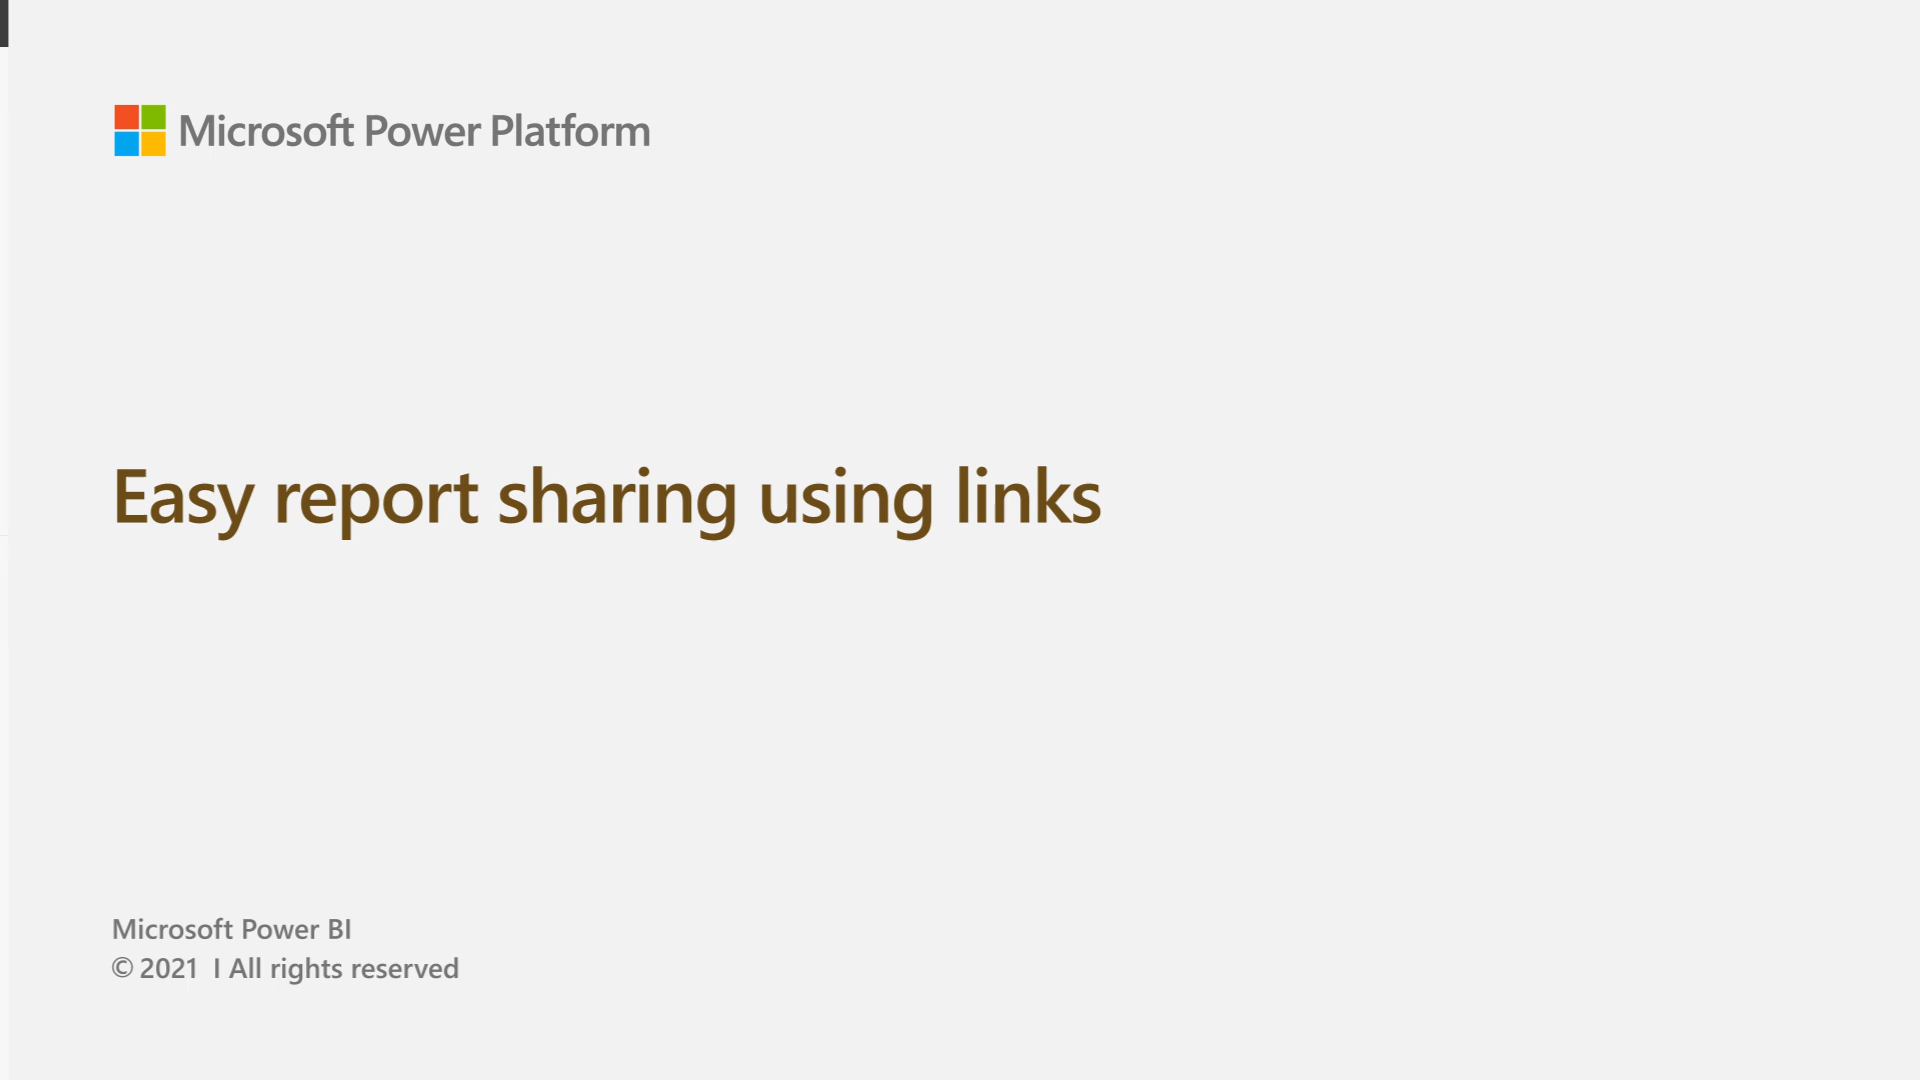 Microsoft Power Platform
Easy report sharing using links
Microsoft Power BI
© 2021 I All rights reserved